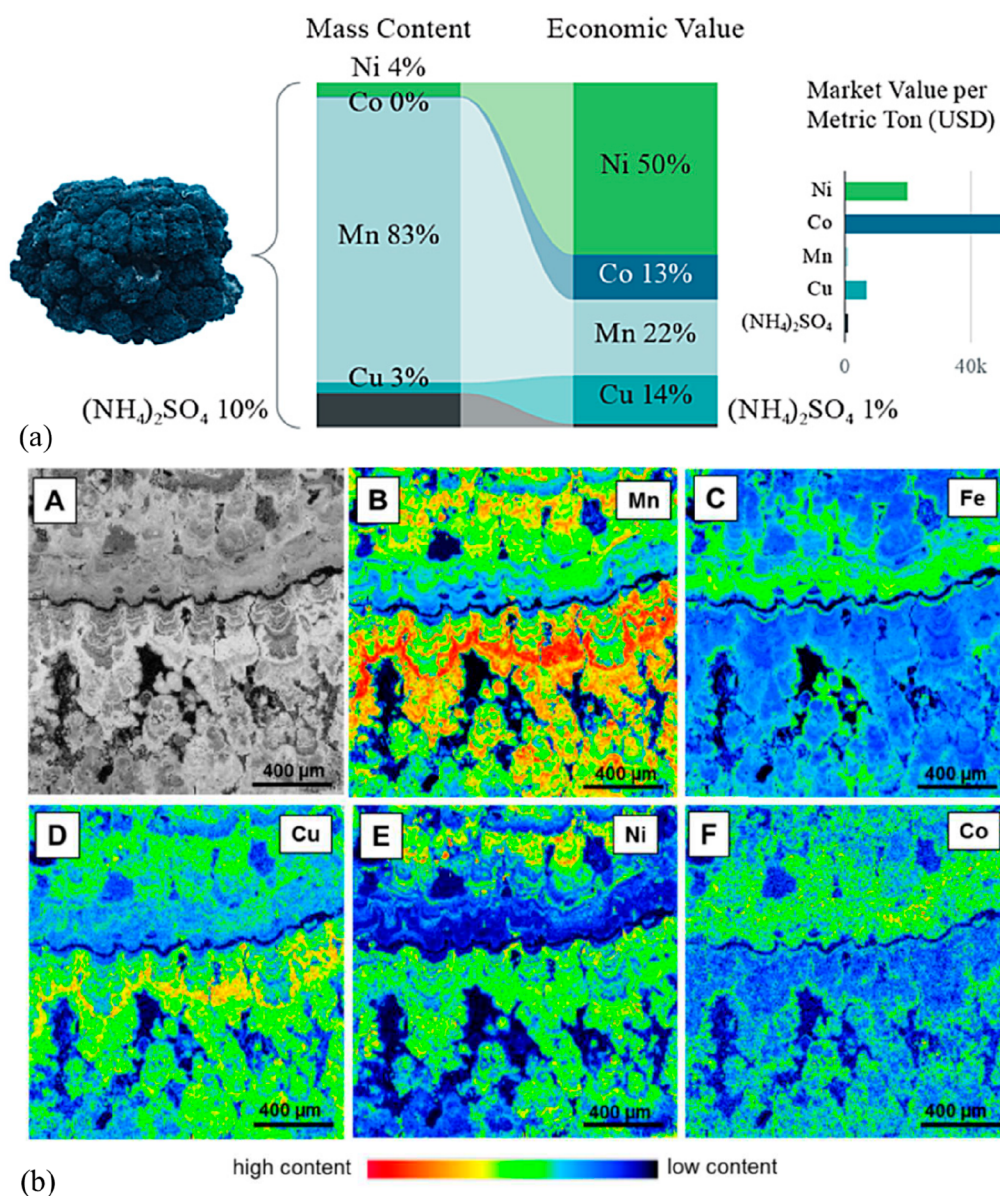 Mass Content
Economic Value
Ni 4%
Co 0%
Mn 83%
Cu 3%
(NH₄)₂SO₄ 10%
Ni 50%
Co 13%
Mn 22%
Cu 14%
(NH₄)₂SO₄ 1%
Market Value per
Metric Ton (USD)
Ni
Co
Mn
Cu
(NH₄)₂SO₄
0
40k
(a)
A
400 µm
B
Mn
400 µm
C
Fe
400 µm
D
Cu
400 µm
E
Ni
400 µm
F
Co
400 µm
high content
low content
(b)